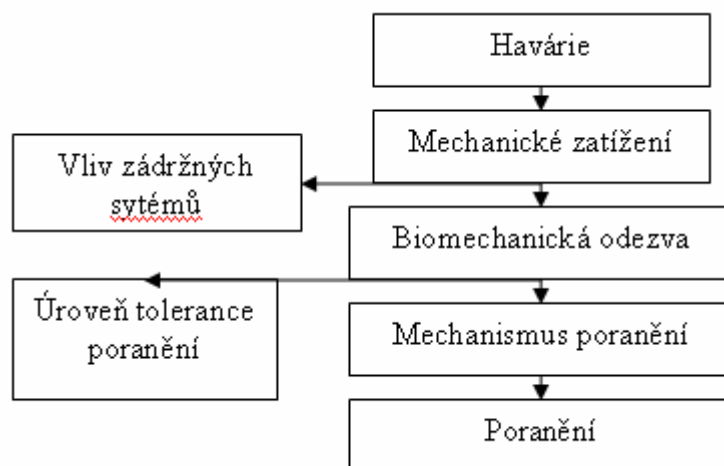 Havárie
Mechanické zatížení
Vliv zádržných
sytémů
Biomechanická odezva
Úroveň tolerance
poranění
Mechanismus poranění
Poranění